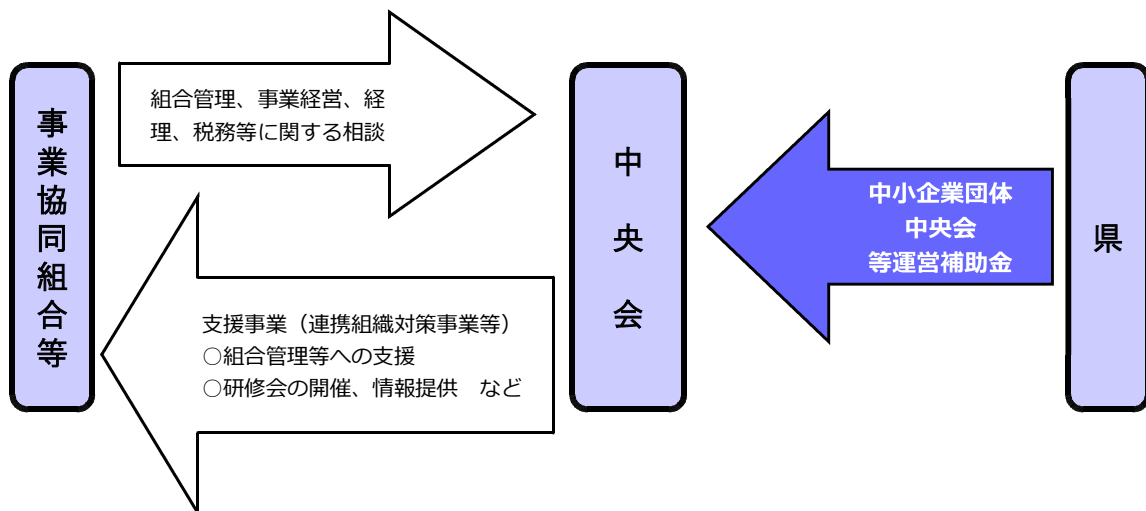 事業協同組合等
組合管理、事業経営、経
理、税務等に関する相談
支援事業（連携組織対策事業等）
○組合管理等への支援
○研修会の開催、情報提供　など
中央会
中小企業団体
中央会
等運営補助金
県